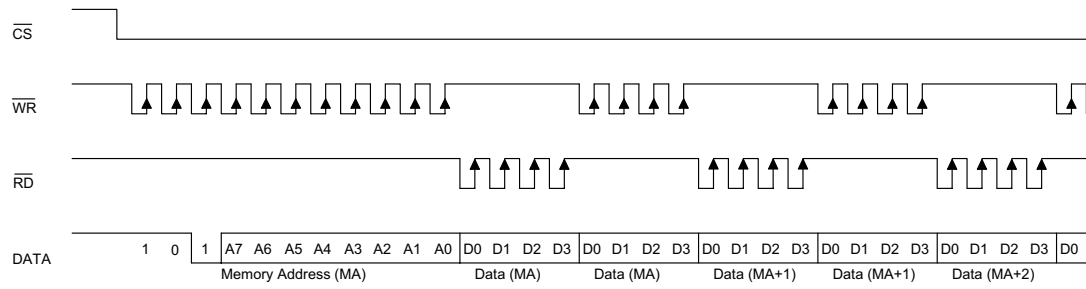 CS
WR
RD
DATA 1 0 1 A7 A6 A5 A4 A3 A2 A1 A0 D0 D1 D2 D3 D0 D1 D2 D3 D0 D1 D2 D3 D0 D1 D2 D3 D0 D1 D2 D3 D0
Memory Address (MA) Data (MA) Data (MA) Data (MA+1) Data (MA+1) Data (MA+2)